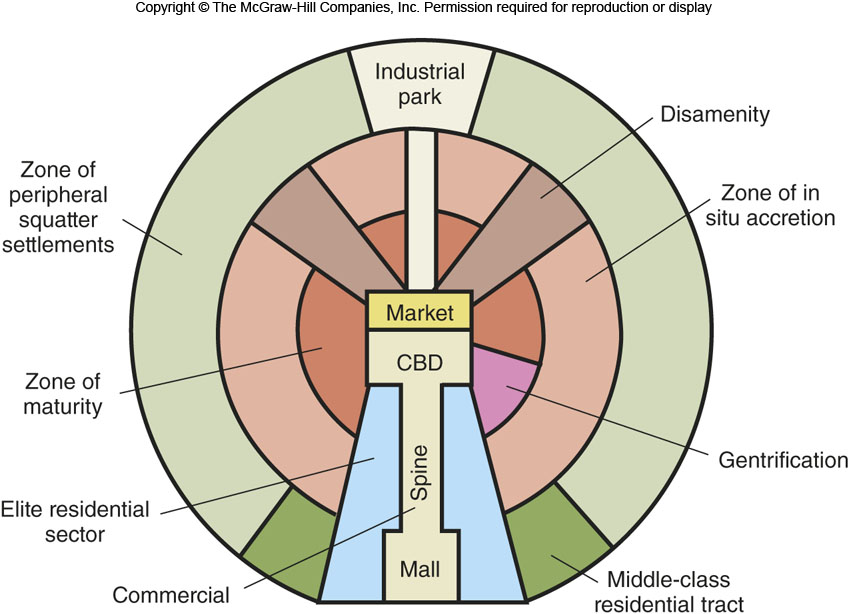 Copyright © The McGraw-Hill Companies, Inc. Permission required for reproduction or display
Industrial
park
Disamenity
Zone of
peripheral
squatter
settlements
Zone of in
situ accretion
Market
CBD
Zone of
maturity
Gentrification
Spine
Elite residential
sector
Mall
Commercial
Middle-class
residential tract